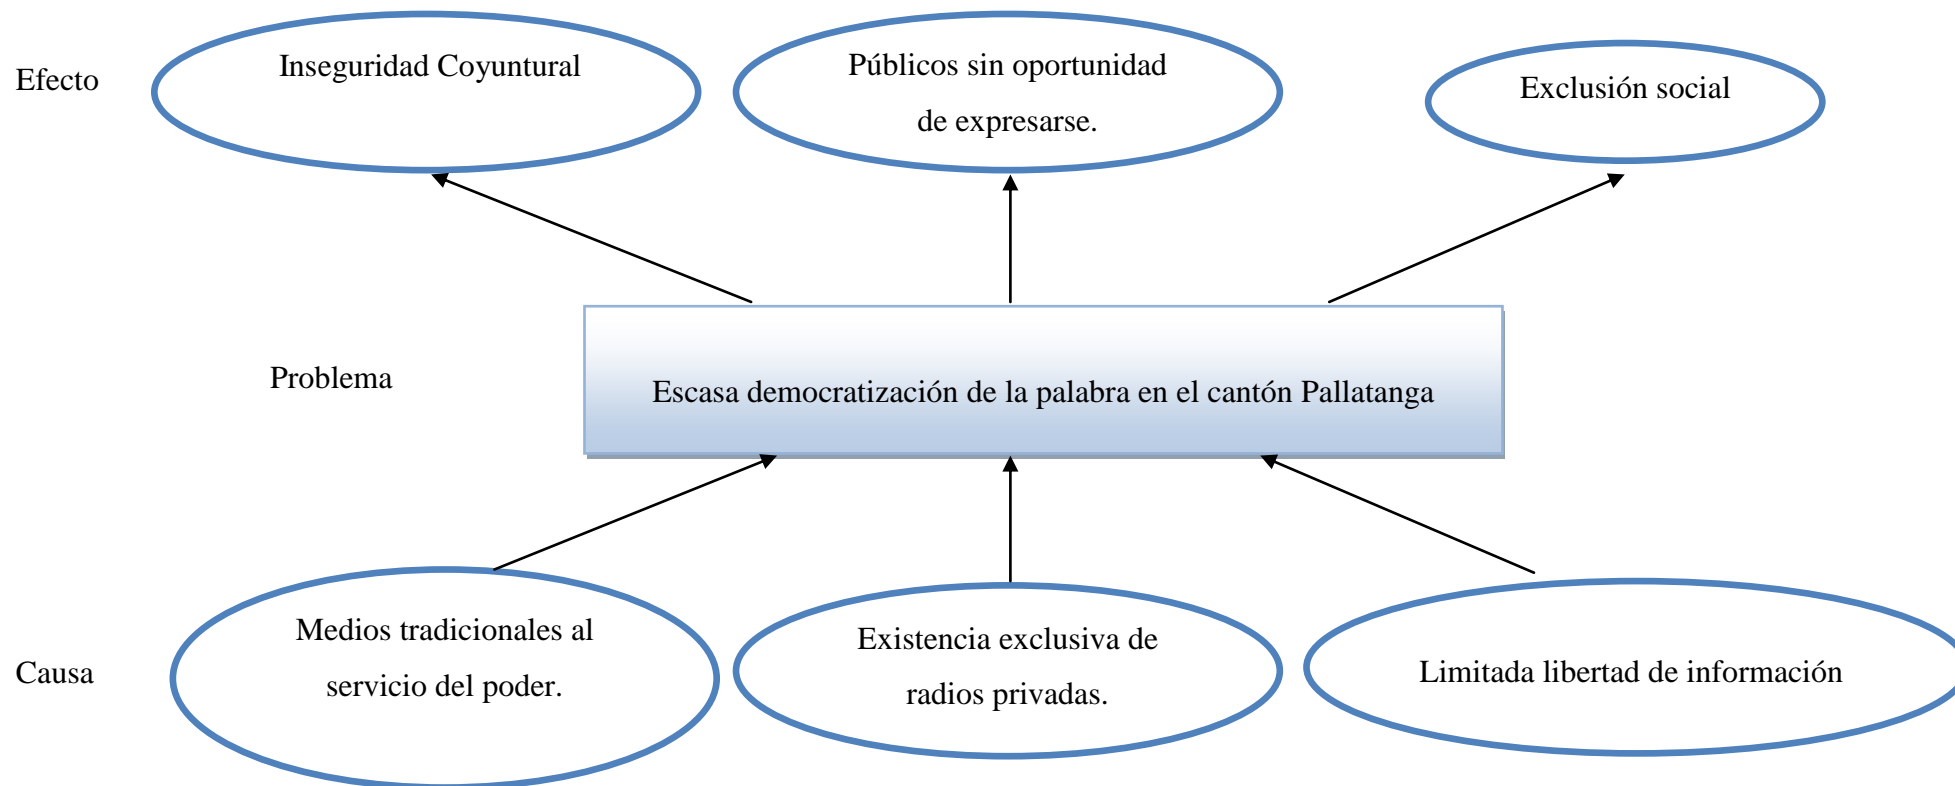 Efecto
Inseguridad Coyuntural
Públicos sin oportunidad
de expresarse.
Exclusión social
Problema
Escasa democratización de la palabra en el cantón Pallatanga
Causa
Medios tradicionales al
servicio del poder.
Existencia exclusiva de
radios privadas.
Limitada libertad de información